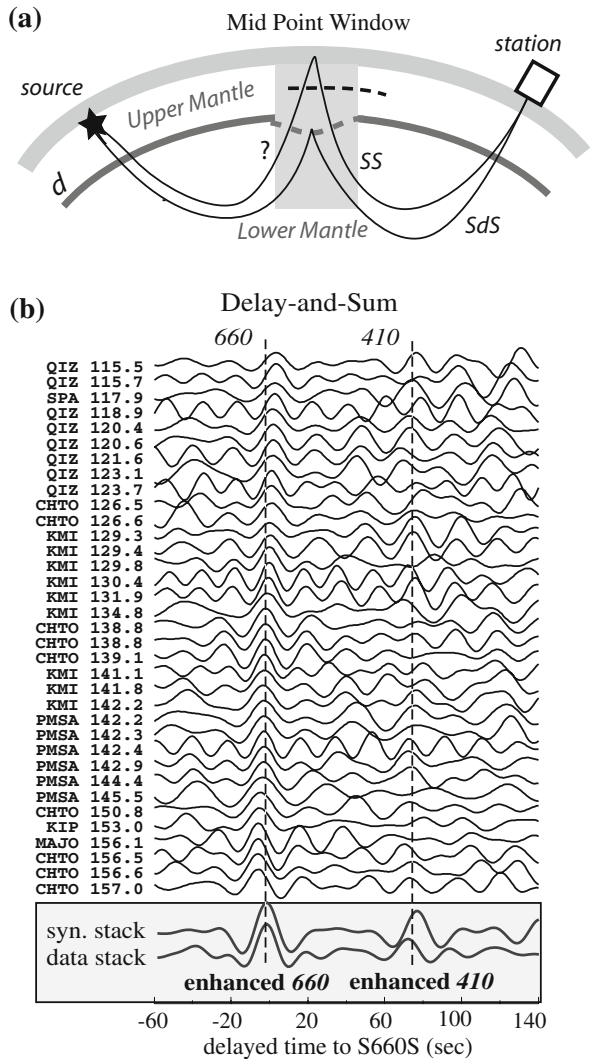 (a)
Mid Point Window
station
source
Upper Mantle
?
SS
d
SdS
Lower Mantle
(b)
Delay-and-Sum
660 410
QIZ 115.5
QIZ 115.7
SPA 117.9
QIZ 118.9
QIZ 120.4
QIZ 120.6
QIZ 121.6
QIZ 123.1
QIZ 123.7
CHTO 126.5
CHTO 126.6
KMI 129.3
KMI 129.4
KMI 129.8
KMI 130.4
KMI 131.9
KMI 134.8
CHTO 138.8
CHTO 138.8
CHTO 139.1
KMI 141.1
KMI 141.8
KMI 142.2
PMSA 142.2
PMSA 142.3
PMSA 142.4
PMSA 142.9
PMSA 144.4
PMSA 145.5
CHTO 150.8
KIP 153.0
MAJO 156.1
CHTO 156.5
CHTO 156.6
CHTO 157.0
syn. stack
data stack
enhanced 660 enhanced 410
-60 -20 20 60 100 140
delayed time to S660S (sec)